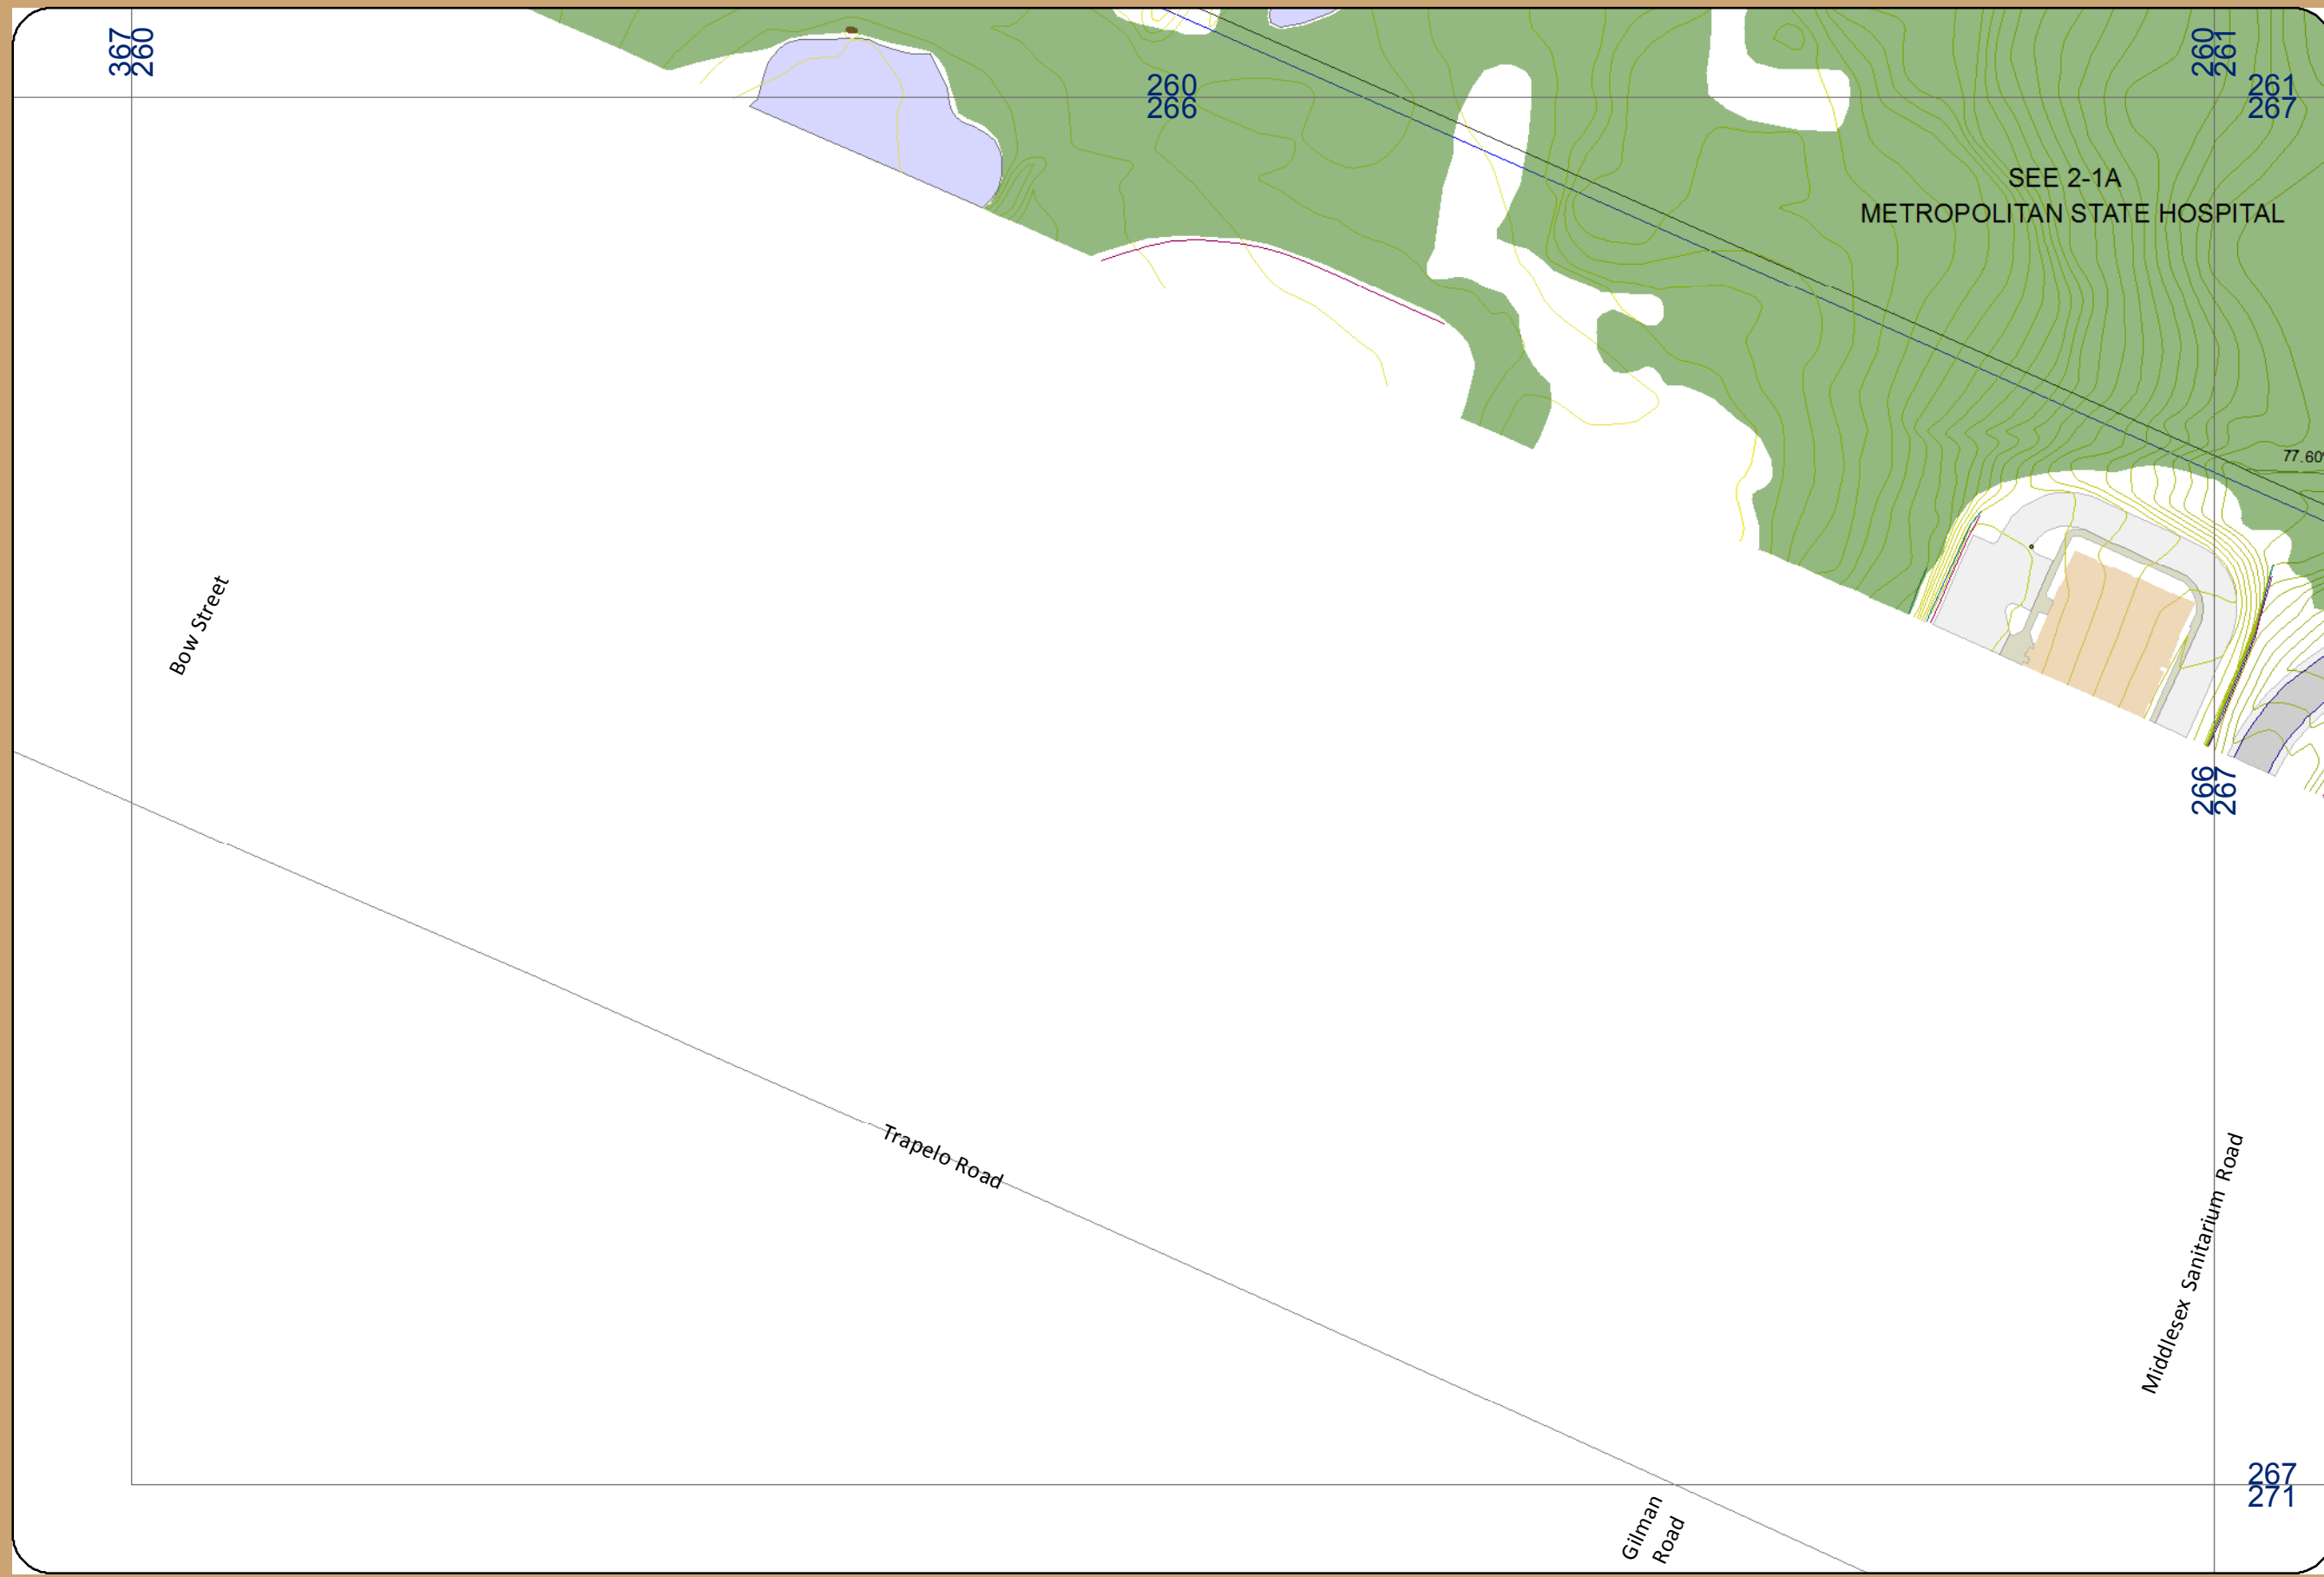 367
260
260
261
260
266
261
267
SEE 2-1A
METROPOLITAN STATE HOSPITAL
77.60
Bow Street
266
267
Trapelo Road
Middlesex Sanitarium Road
267
271
Gilman
Road